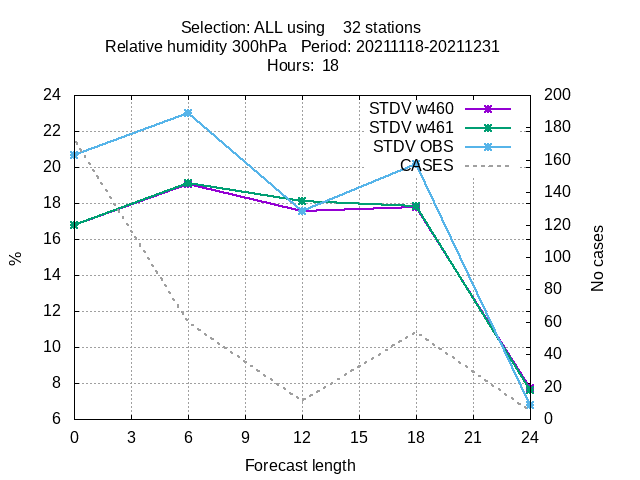 Selection: ALL using    32 stations
Relative humidity 300hPa   Period: 20211118-20211231
Hours: 18
STDV w460
STDV w461
STDV OBS
CASES
24
22
20
18
16
14
12
10
8
6
%
200
180
160
140
120
100
80
60
40
20
0
No cases
0 3 6 9 12 15 18 21 24
Forecast length